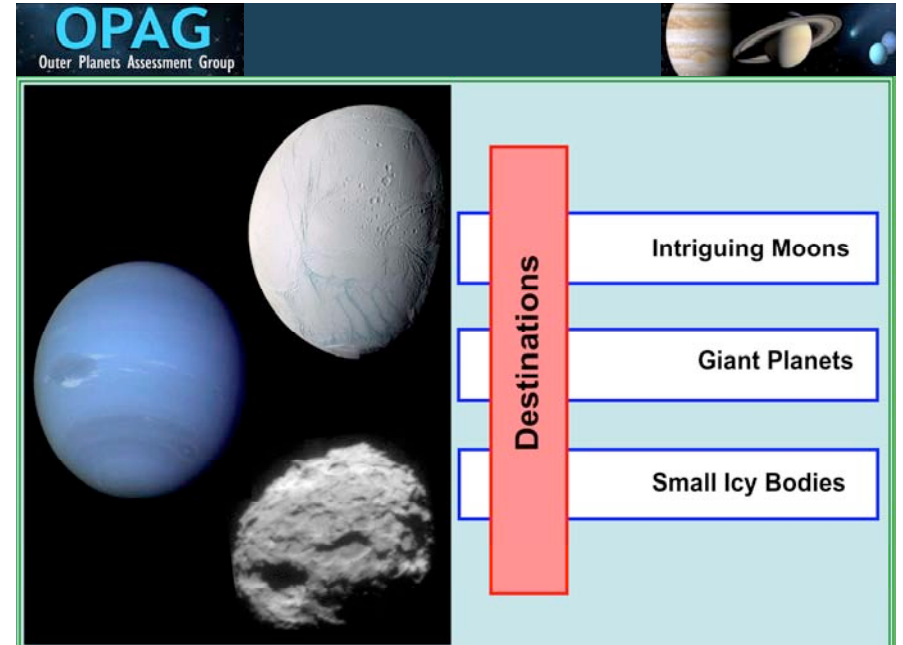 OPAG
Outer Planets Assessment Group
Destinations
Intriguing Moons
Giant Planets
Small Icy Bodies